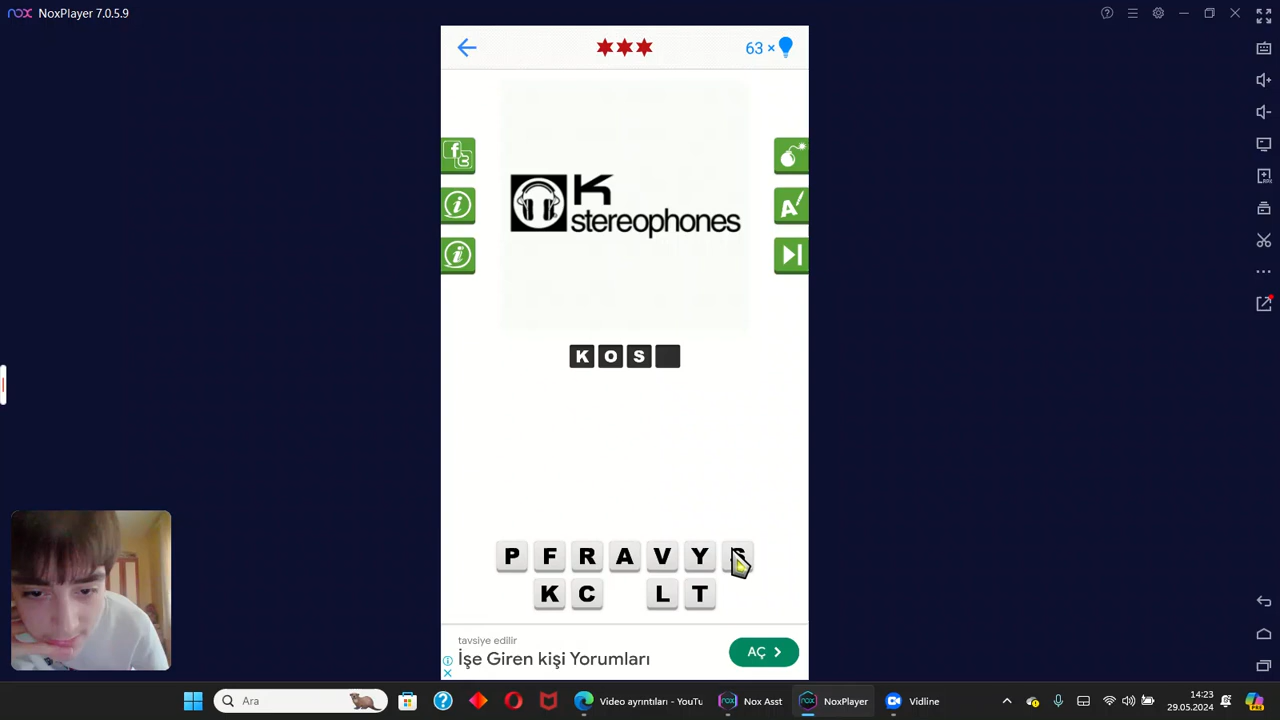 NoxPlayer 7.0.5.9
63 ×
K
stereophones
A
K O S
P F R A V Y S
K C L T
tavsiye edilir
İşe Giren kişi Yorumları
AÇ
Ara
Video ayrıntıları - YouTu
Nox Asst
NoxPlayer
Vidline
14:23
29.05.2024